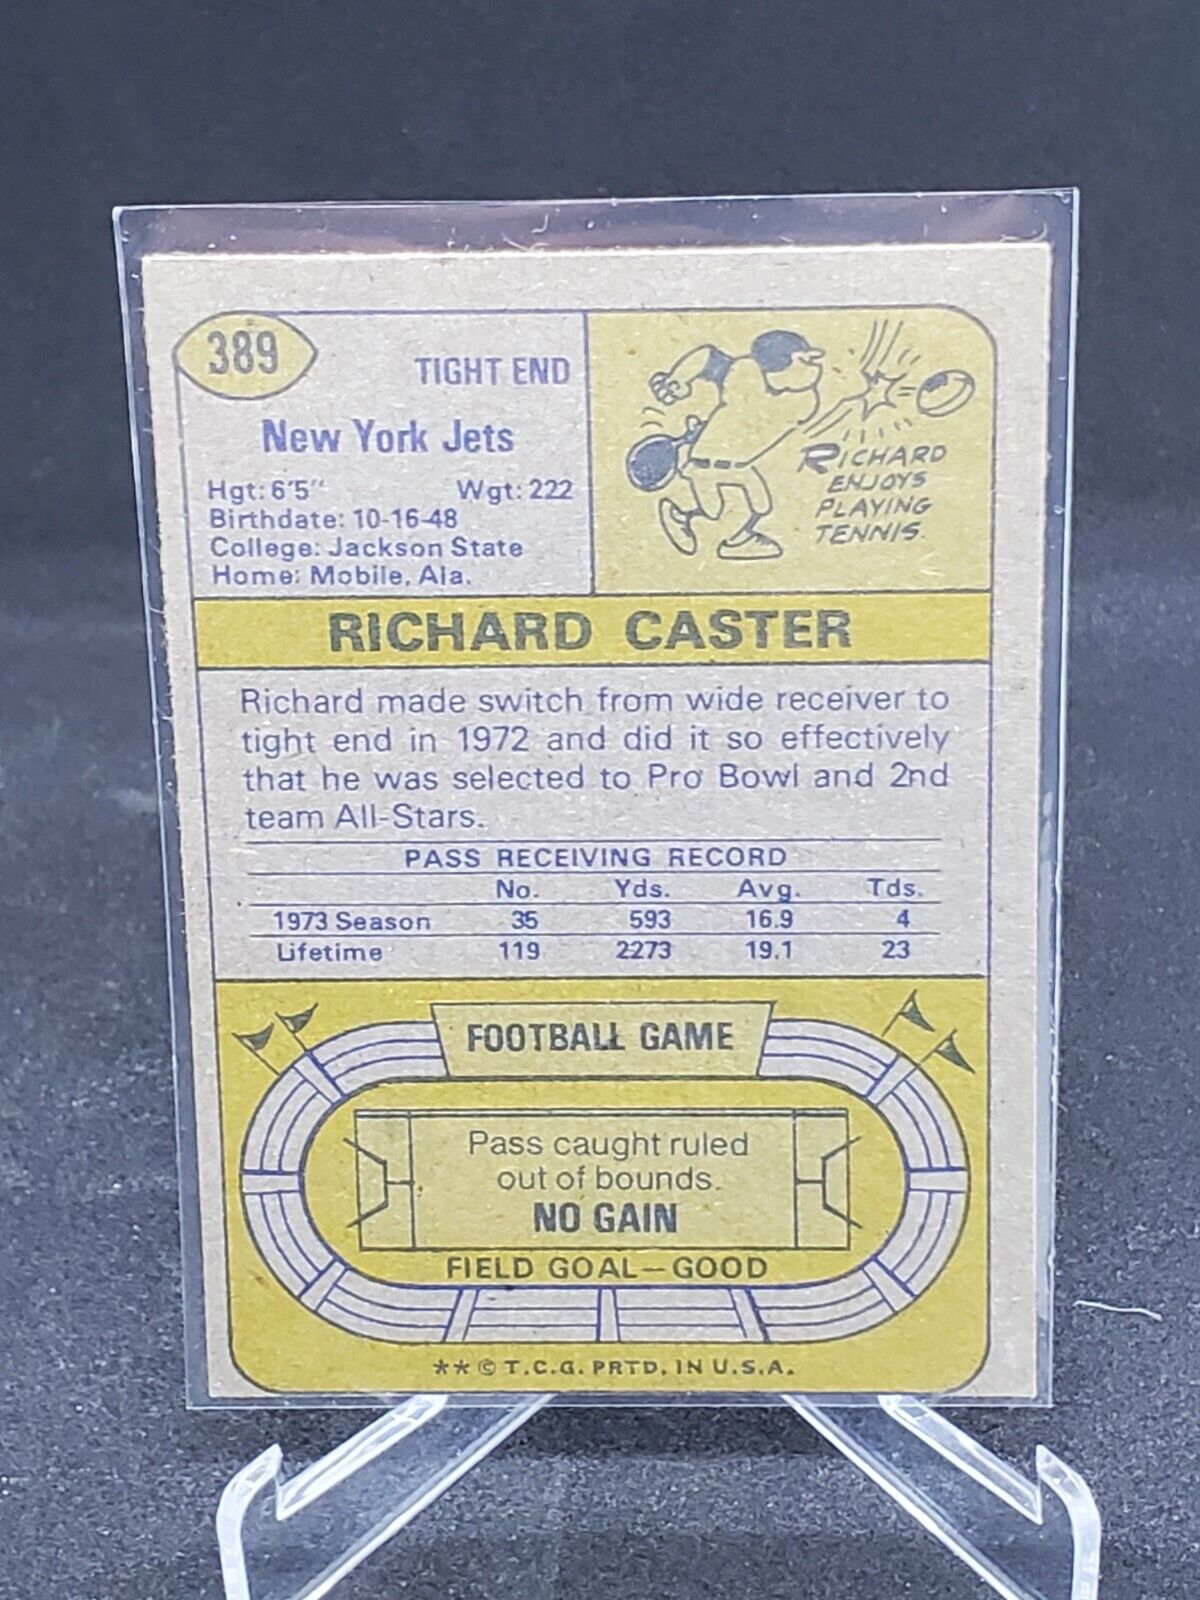 389
TIGHT END
New York Jets
Hgt: 6'5" Wgt: 222
Birthdate: 10-16-48
College: Jackson State
Home: Mobile, Ala.
RICHARD
ENJOYS
PLAYING
TENNIS.
RICHARD CASTER
Richard made switch from wide receiver to
tight end in 1972 and did it so effectively
that he was selected to Pro Bowl and 2nd
team All-Stars.
PASS RECEIVING RECORD
No. Yds. Avg. Tds.
1973 Season 35 593 16.9 4
Lifetime 119 2273 19.1 23
FOOTBALL GAME
Pass caught ruled
out of bounds.
NO GAIN
FIELD GOAL—GOOD
**© T.C.G. PRTD. IN U.S.A.